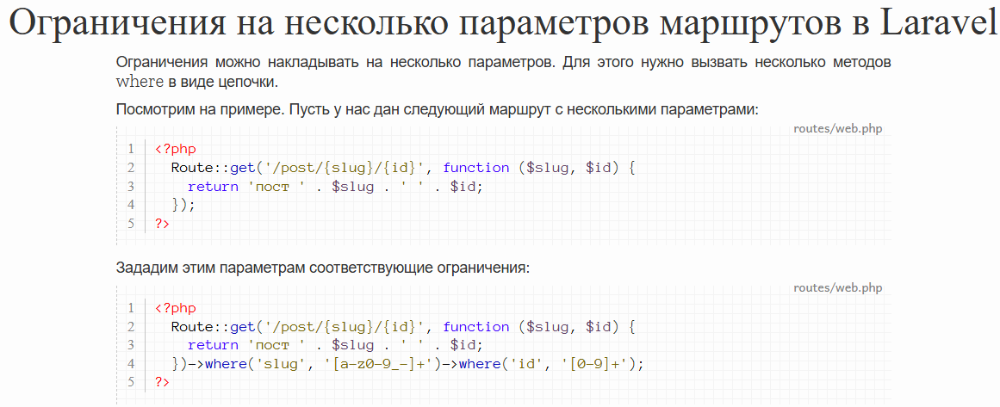 Ограничения на несколько параметров маршрутов в Laravel
Ограничения можно накладывать на несколько параметров. Для этого нужно вызвать несколько методов
where в виде цепочки.
Посмотрим на примере. Пусть у нас дан следующий маршрут с несколькими параметрами:
routes/web.php
1 <?php
2 Route::get('/post/{slug}/{id}', function ($slug, $id) {
3 return 'пост ' . $slug . ' ' . $id;
4 });
5 ?>
Зададим этим параметрам соответствующие ограничения:
routes/web.php
1 <?php
2 Route::get('/post/{slug}/{id}', function ($slug, $id) {
3 return 'пост ' . $slug . ' ' . $id;
4 })->where('slug', '[a-z0-9_-]+')->where('id', '[0-9]+');
5 ?>